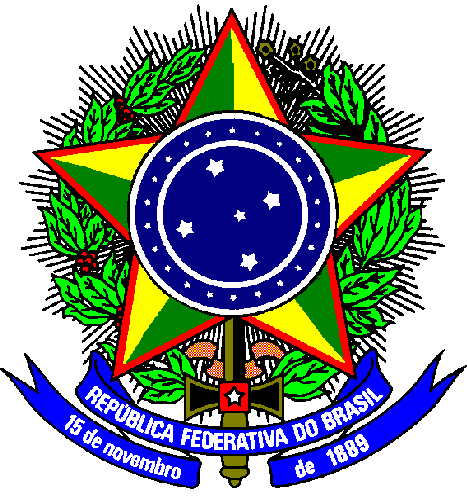 REPÚBLICA FEDERATIVA DO BRASIL
15 de novembro de 1889